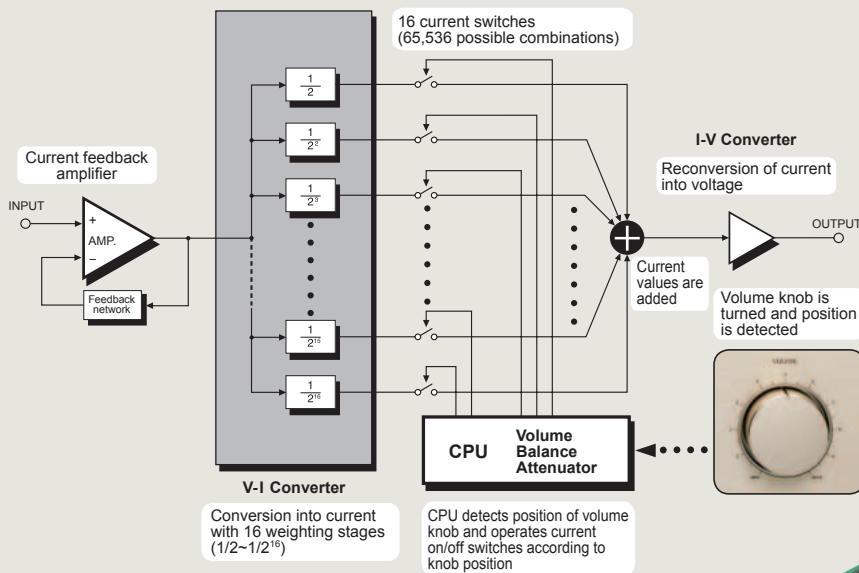 16 current switches
(65,536 possible combinations)
1
2
1
2²
1
2³
1
2¹⁵
1
2¹⁶
Current feedback
amplifier
INPUT
+
AMP.
−
Feedback
network
I-V Converter
Reconversion of current
into voltage
OUTPUT
+
Current
values are
added
Volume knob is
turned and position
is detected
CPU
Volume
Balance
Attenuator
V-I Converter
Conversion into current
with 16 weighting stages
(1/2~1/2¹⁶)
CPU detects position of volume
knob and operates current
on/off switches according to
knob position